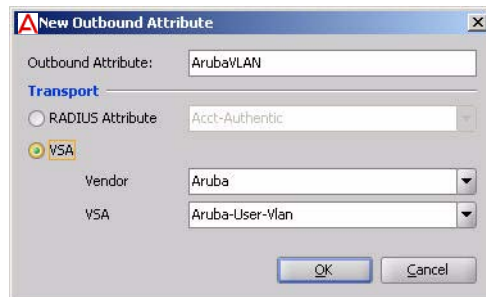 New Outbound Attribute
Outbound Attribute: ArubaVLAN
Transport
RADIUS Attribute Acct-Authentic
VSA
Vendor Aruba
VSA Aruba-User-Vlan
OK Cancel